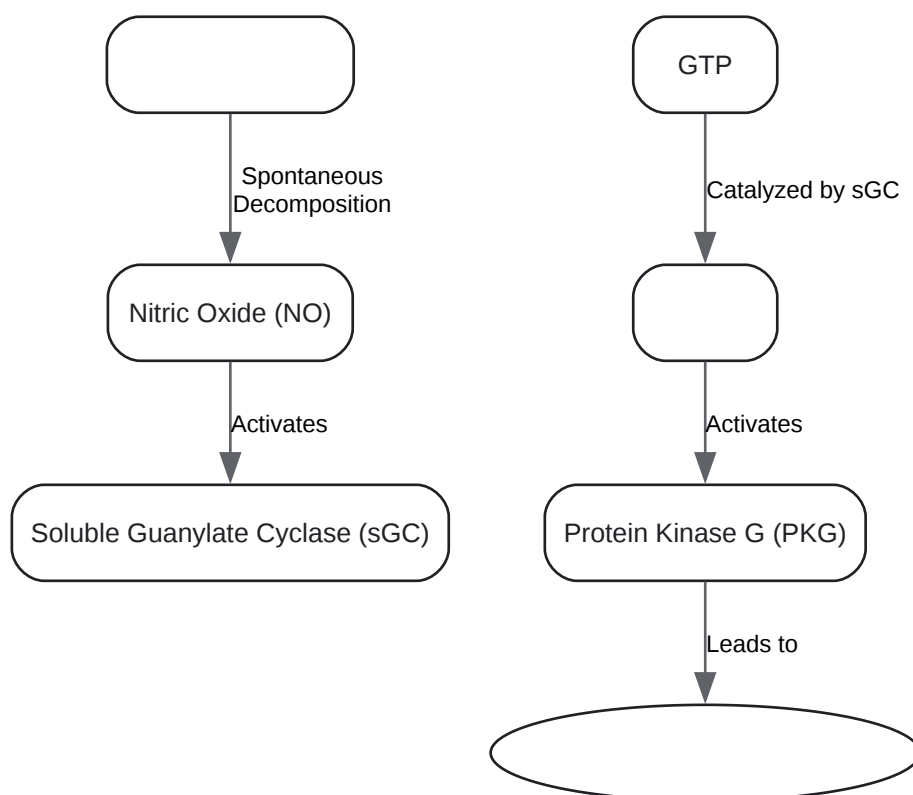 GTP
Spontaneous
Decomposition
Catalyzed by sGC
Nitric Oxide (NO)
Activates
Activates
Soluble Guanylate Cyclase (sGC)
Protein Kinase G (PKG)
Leads to